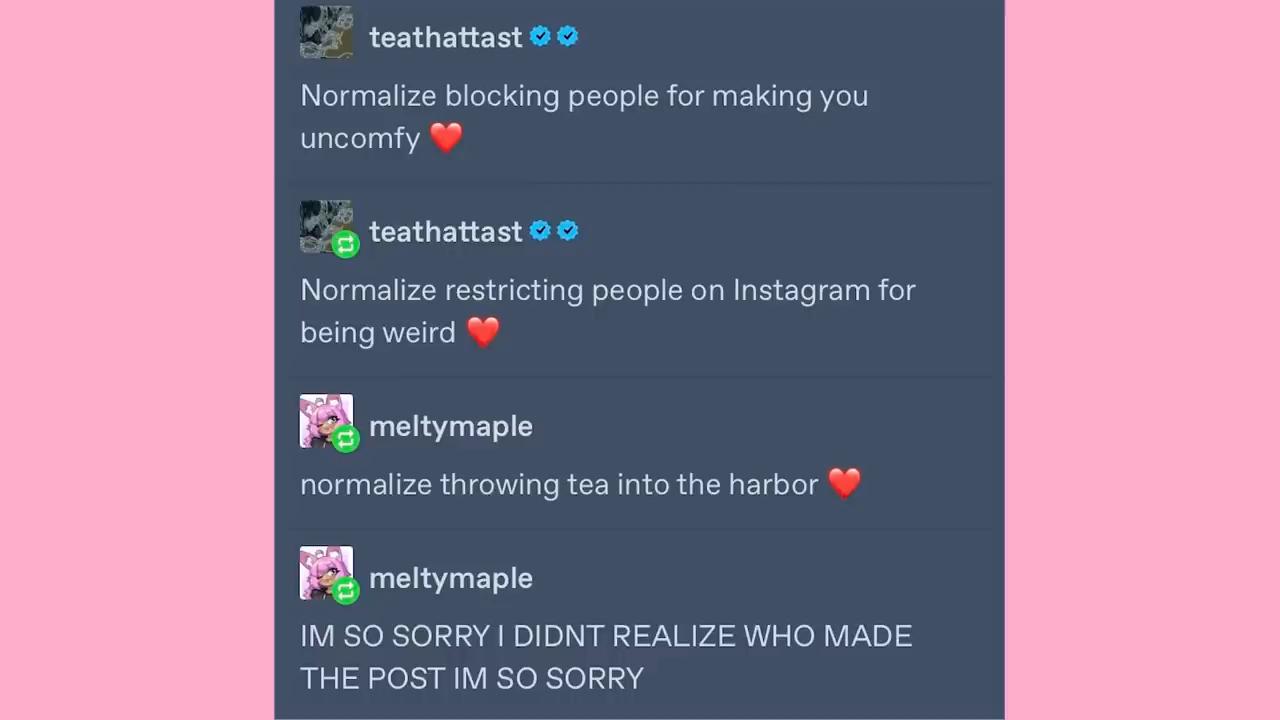 teathattast
Normalize blocking people for making you
uncomfy ❤️
teathattast
Normalize restricting people on Instagram for
being weird ❤️
meltymaple
normalize throwing tea into the harbor ❤️
meltymaple
IM SO SORRY I DIDNT REALIZE WHO MADE
THE POST IM SO SORRY